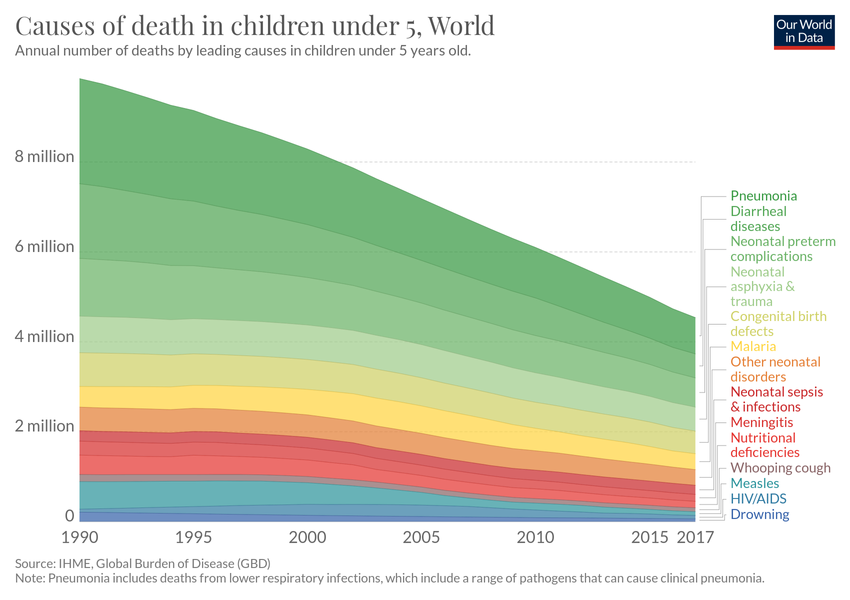 Causes of death in children under 5, World
Annual number of deaths by leading causes in children under 5 years old.
Our World
in Data
8 million
6 million
4 million
2 million
0
1990
1995
2000
2005
2010
2015
2017
Pneumonia
Diarrheal
diseases
Neonatal preterm
complications
Neonatal
asphyxia &
trauma
Congenital birth
defects
Malaria
Other neonatal
disorders
Neonatal sepsis
& infections
Meningitis
Nutritional
deficiencies
Whooping cough
Measles
HIV/AIDS
Drowning
Source: IHME, Global Burden of Disease (GBD)
Note: Pneumonia includes deaths from lower respiratory infections, which include a range of pathogens that can cause clinical pneumonia.